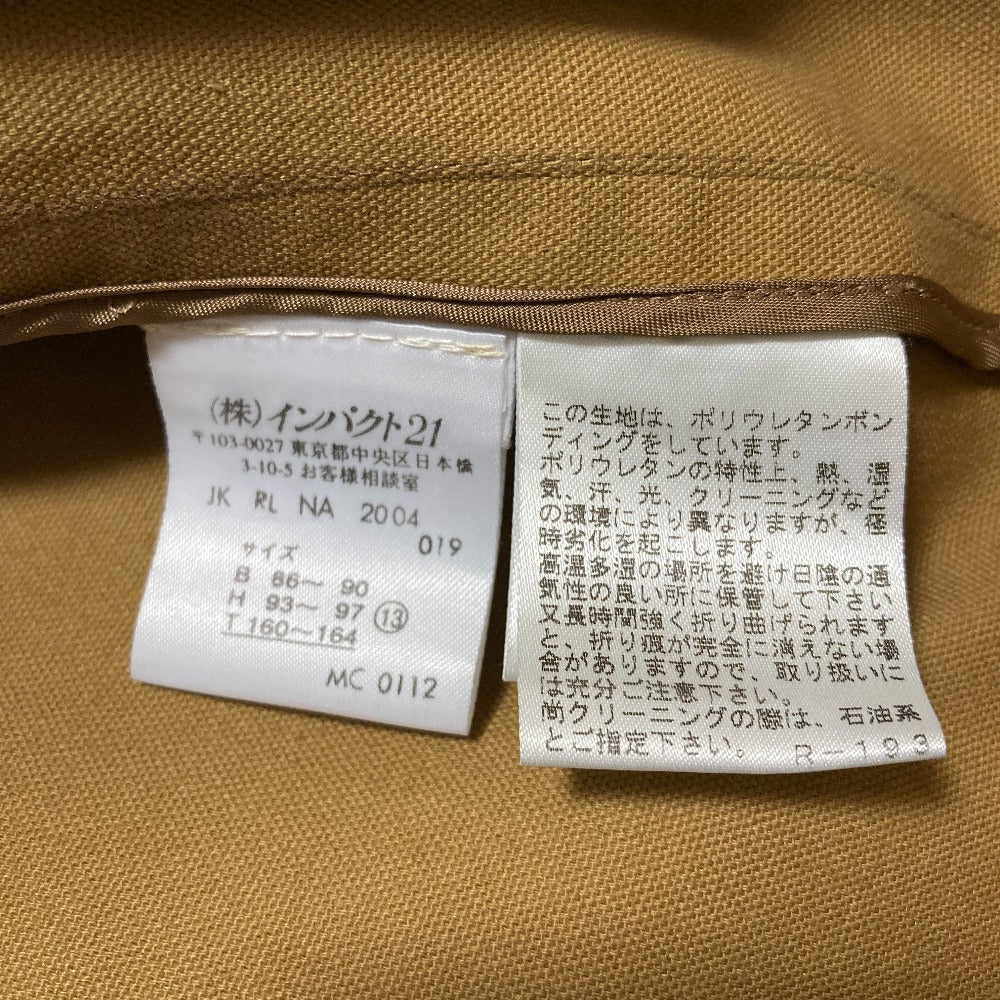 (株)インパクト21
〒103-0027 東京都中央区日本橋
3-10-5 お客様相談室
JK RL NA 2004
019
サイズ
B 86〜 90
H 93〜 97 ⑬
T 160〜164
MC 0112
この生地は、ポリウレタンボン
ディングをしています。
ポリウレタンの特性上、熱、湿
気、汗、光、クリーニングなど
の環境により異なりますが、経
時劣化を起こします。
高温多湿の場所を避け日陰の通
気性の良い所に保管して下さい
又長時間強く折り曲げられます
と、折り痕が完全に消えない場
合がありますので、取り扱いに
は充分ご注意下さい。
尚クリーニングの際は、石油系
とご指定下さい。 R-193